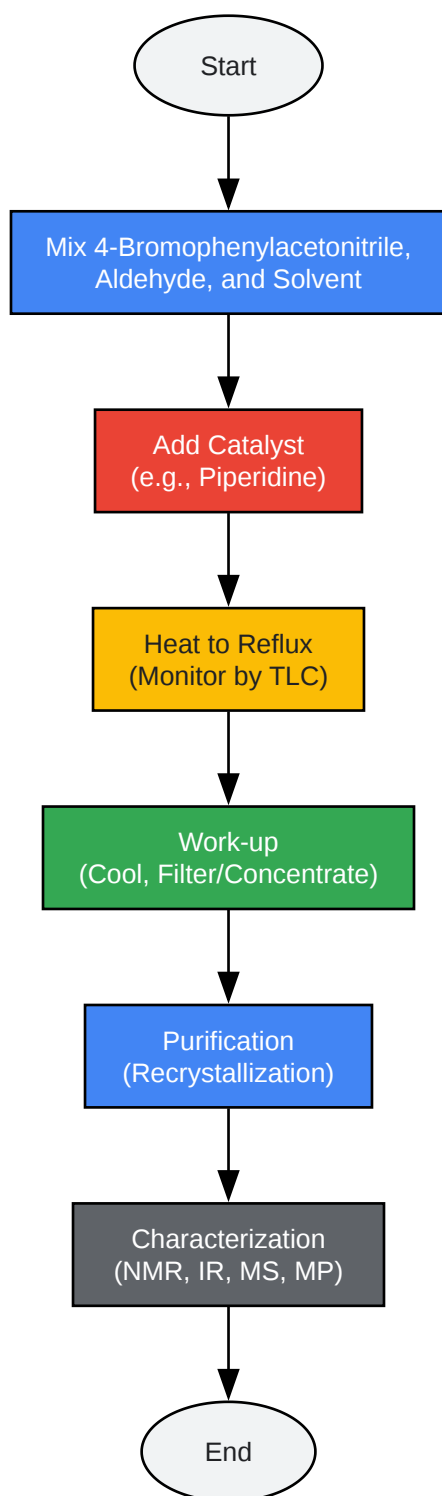 Start
Mix 4-Bromophenylacetonitrile,
Aldehyde, and Solvent
Add Catalyst
(e.g., Piperidine)
Heat to Reflux
(Monitor by TLC)
Work-up
(Cool, Filter/Concentrate)
Purification
(Recrystallization)
Characterization
(NMR, IR, MS, MP)
End